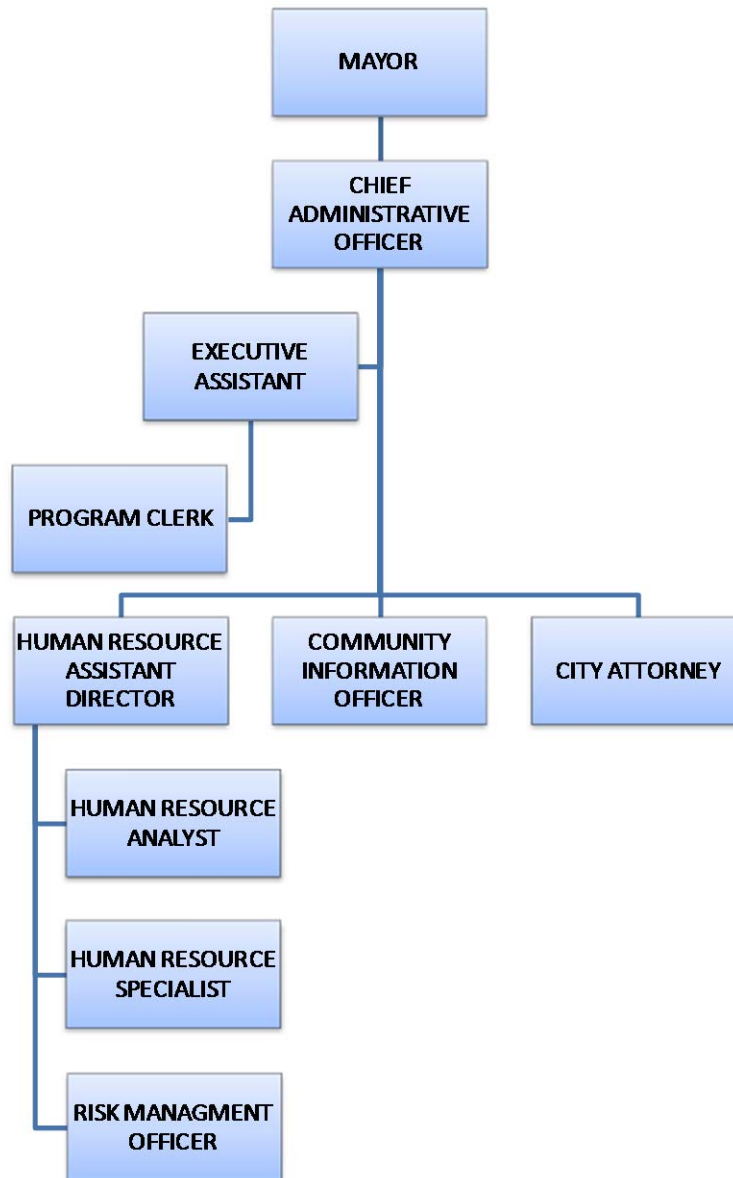 MAYOR
CHIEF
ADMINISTRATIVE
OFFICER
EXECUTIVE
ASSISTANT
PROGRAM CLERK
HUMAN RESOURCE
ASSISTANT
DIRECTOR
COMMUNITY
INFORMATION
OFFICER
CITY ATTORNEY
HUMAN RESOURCE
ANALYST
HUMAN RESOURCE
SPECIALIST
RISK MANAGMENT
OFFICER